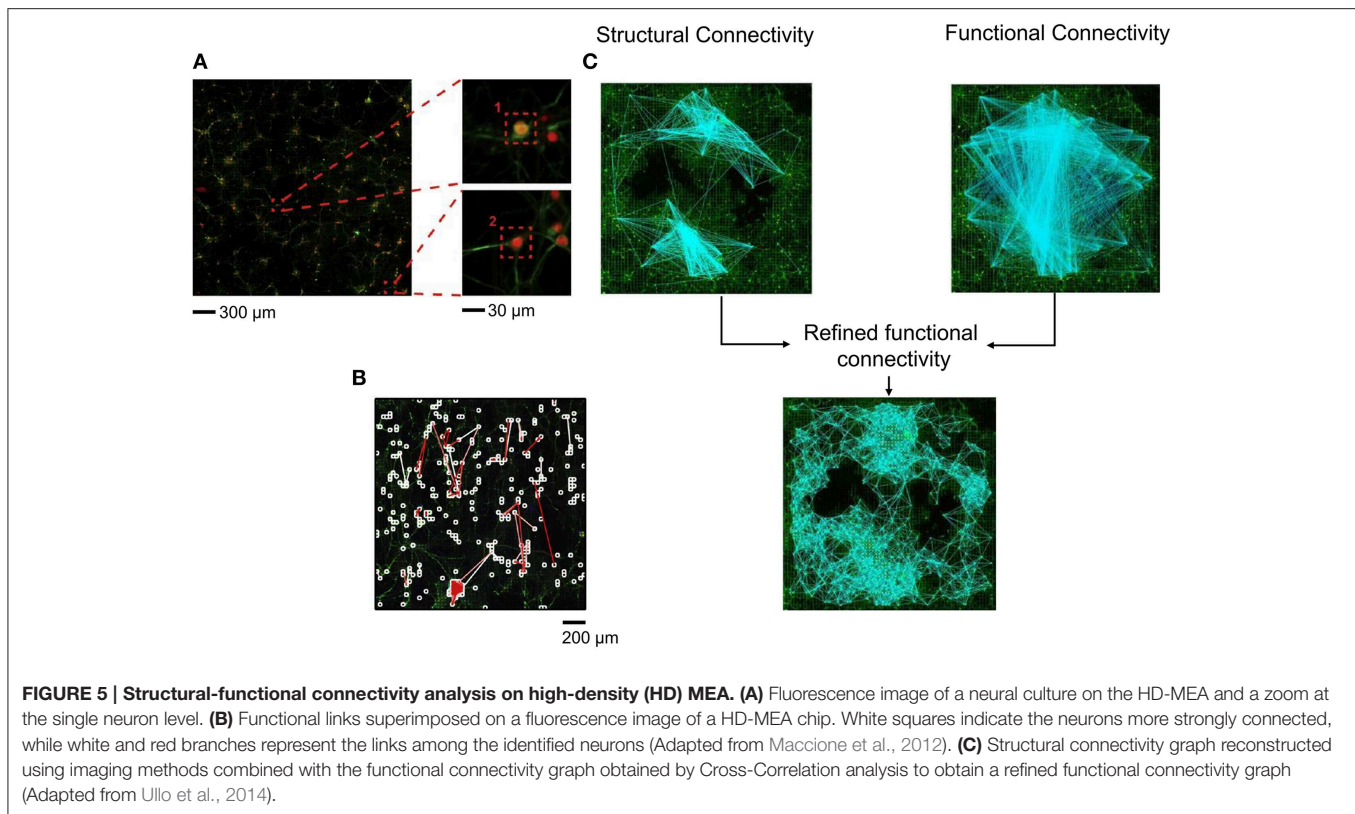 Structural Connectivity
Functional Connectivity
A
C
1
2
300 µm
30 µm
Refined functional
connectivity
B
200 µm
FIGURE 5 | Structural-functional connectivity analysis on high-density (HD) MEA. (A) Fluorescence image of a neural culture on the HD-MEA and a zoom at
the single neuron level. (B) Functional links superimposed on a fluorescence image of a HD-MEA chip. White squares indicate the neurons more strongly connected,
while white and red branches represent the links among the identified neurons (Adapted from Maccione et al., 2012). (C) Structural connectivity graph reconstructed
using imaging methods combined with the functional connectivity graph obtained by Cross-Correlation analysis to obtain a refined functional connectivity graph
(Adapted from Ullo et al., 2014).